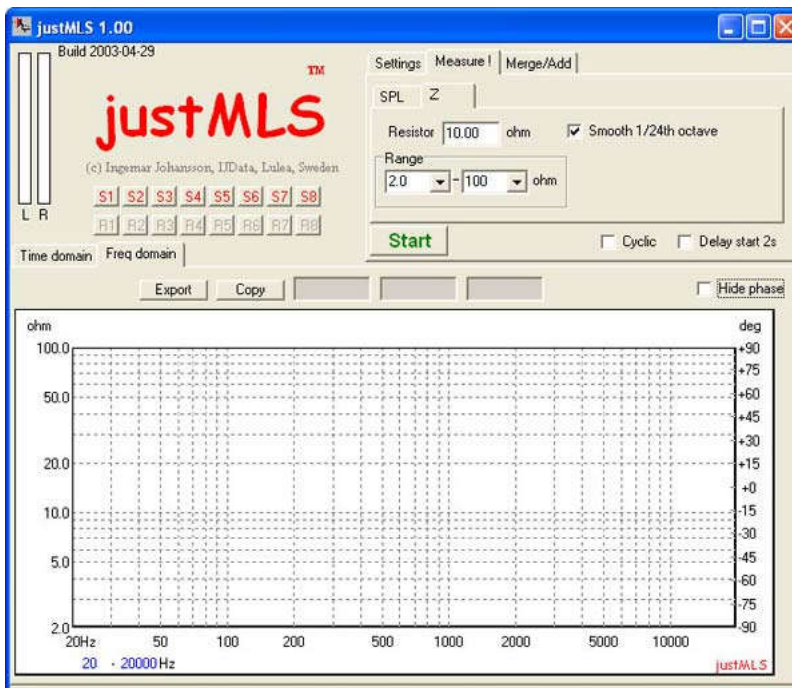 justMLS 1.00
Build 2003-04-29
TM
justMLS
(c) Ingemar Johansson, IJData, Lulea, Sweden
S1 S2 S3 S4 S5 S6 S7 S8
R1 R2 R3 R4 R5 R6 R7 R8
L R
Settings Measure! Merge/Add
SPL Z
Resistor 10.00 ohm Smooth 1/24th octave
Range
2.0 - 100 ohm
Start Cyclic Delay start 2s
Time domain Freq domain
Export Copy Hide phase
ohm deg
100.0 +90
+75
50.0 +60
+45
+30
20.0 +15
+0
10.0 -15
-30
5.0 -45
-60
-75
2.0 -90
20Hz 50 100 200 500 1000 2000 5000 10000
20 - 20000 Hz justMLS